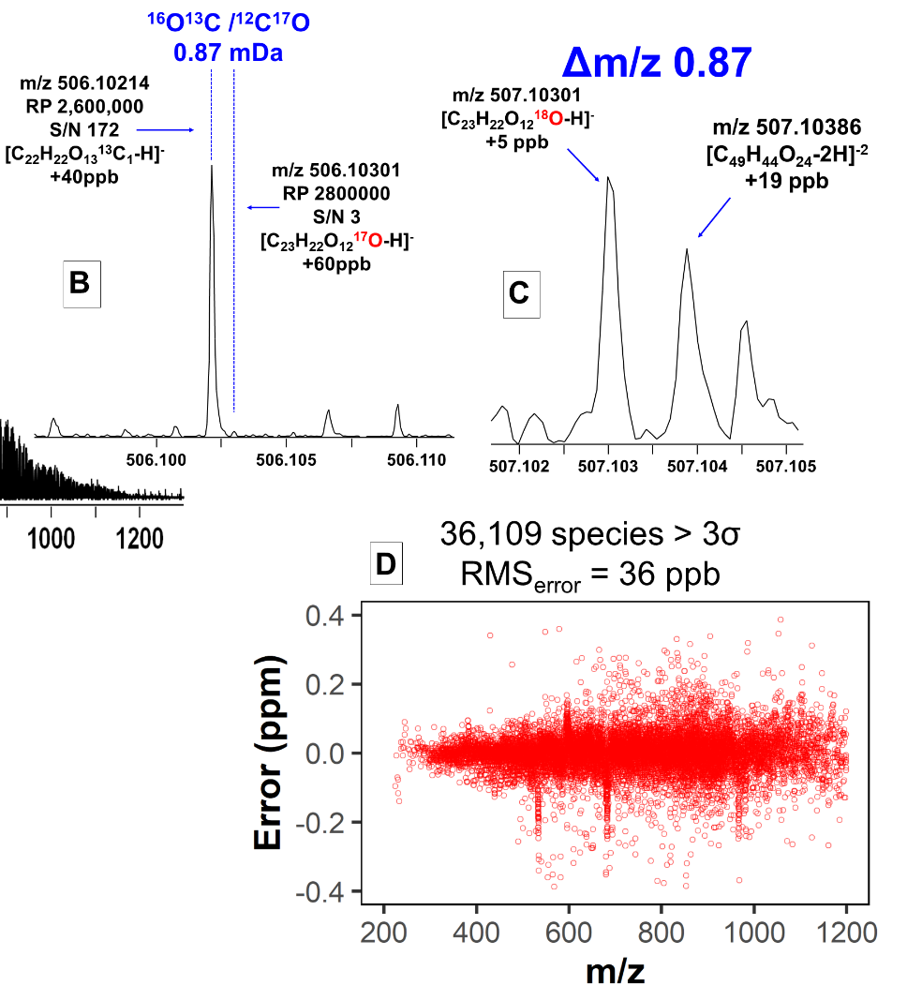 ¹⁶O¹³C /¹²C¹⁷O
0.87 mDa
m/z 506.10214
RP 2,600,000
S/N 172
[C₂₂H₂₂O₁₃¹³C₁-H]⁻
+40ppb
m/z 506.10301
RP 2800000
S/N 3
[C₂₃H₂₂O₁₂¹⁷O-H]⁻
+60ppb
B
506.100 506.105 506.110
1000 1200
Δm/z 0.87
m/z 507.10301
[C₂₃H₂₂O₁₂¹⁸O-H]⁻
+5 ppb
m/z 507.10386
[C₄₉H₄₄O₂₄-2H]⁻²
+19 ppb
C
507.102 507.103 507.104 507.105
D
36,109 species > 3σ
RMSₑᵣᵣₒᵣ = 36 ppb
Error (ppm)
0.4
0.2
0.0
-0.2
-0.4
200 400 600 800 1000 1200
m/z